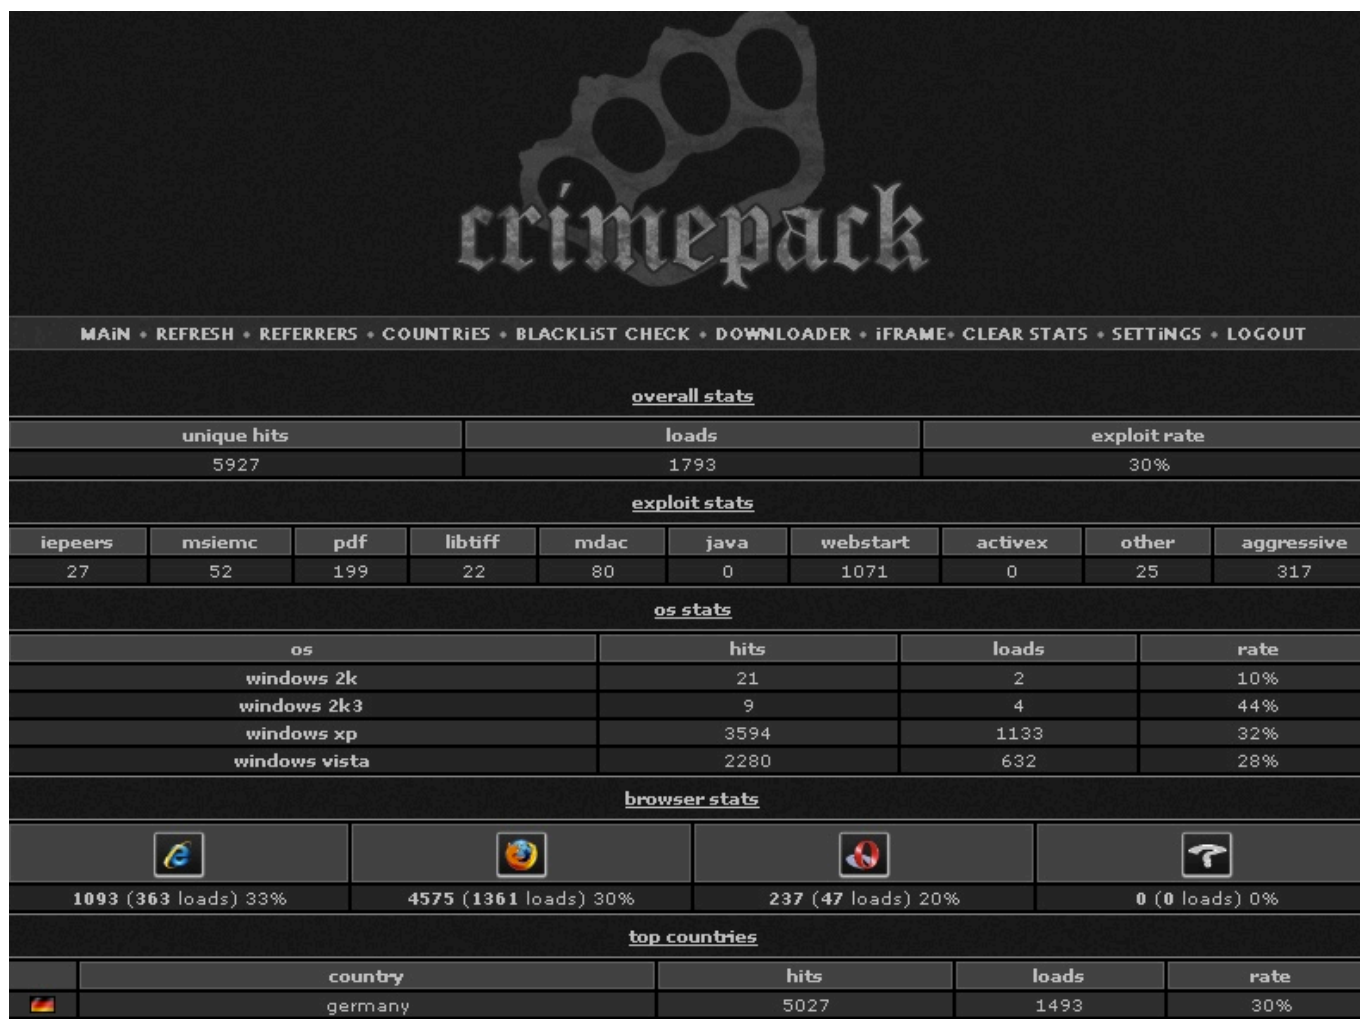 crimepack
MAiN • REFRESH • REFERRERS • COUNTRiES • BLACKLiST CHECK • DOWNLOADER • iFRAME• CLEAR STATS • SETTiNGS • LOGOUT
overall stats
unique hits loads exploit rate
5927 1793 30%
exploit stats
iepeers msiemc pdf libtiff mdac java webstart activex other aggressive
27 52 199 22 80 0 1071 0 25 317
os stats
os hits loads rate
windows 2k 21 2 10%
windows 2k3 9 4 44%
windows xp 3594 1133 32%
windows vista 2280 632 28%
browser stats
1093 (363 loads) 33% 4575 (1361 loads) 30% 237 (47 loads) 20% 0 (0 loads) 0%
top countries
country hits loads rate
germany 5027 1493 30%